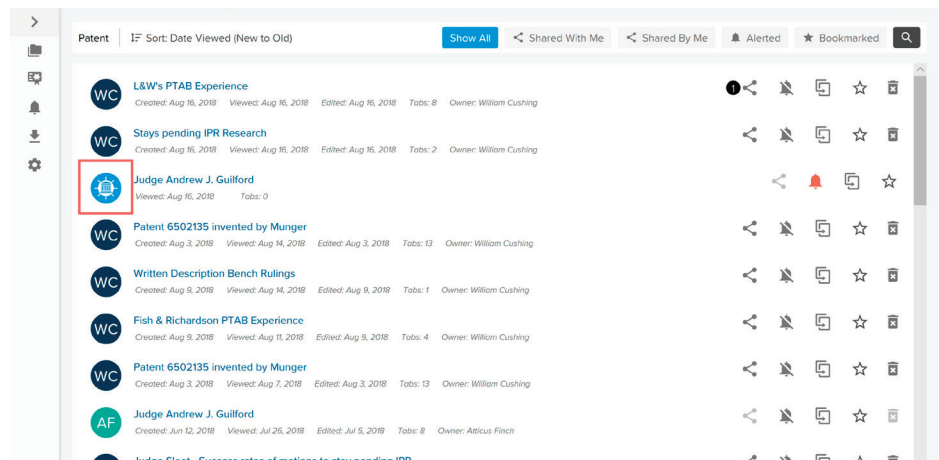 Patent Sort: Date Viewed (New to Old) Show All Shared With Me Shared By Me Alerted Bookmarked
WC L&W's PTAB Experience 1
Created: Aug 16, 2018 Viewed: Aug 16, 2018 Edited: Aug 16, 2018 Tabs: 8 Owner: William Cushing
WC Stays pending IPR Research
Created: Aug 16, 2018 Viewed: Aug 16, 2018 Edited: Aug 16, 2018 Tabs: 2 Owner: William Cushing
Judge Andrew J. Guilford
Viewed: Aug 16, 2018 Tabs: 0
WC Patent 6502135 invented by Munger
Created: Aug 3, 2018 Viewed: Aug 14, 2018 Edited: Aug 3, 2018 Tabs: 13 Owner: William Cushing
WC Written Description Bench Rulings
Created: Aug 9, 2018 Viewed: Aug 14, 2018 Edited: Aug 9, 2018 Tabs: 1 Owner: William Cushing
WC Fish & Richardson PTAB Experience
Created: Aug 9, 2018 Viewed: Aug 11, 2018 Edited: Aug 9, 2018 Tabs: 4 Owner: William Cushing
WC Patent 6502135 invented by Munger
Created: Aug 3, 2018 Viewed: Aug 7, 2018 Edited: Aug 3, 2018 Tabs: 13 Owner: William Cushing
AF Judge Andrew J. Guilford
Created: Jun 12, 2018 Viewed: Jul 26, 2018 Edited: Jul 5, 2018 Tabs: 8 Owner: Atticus Finch